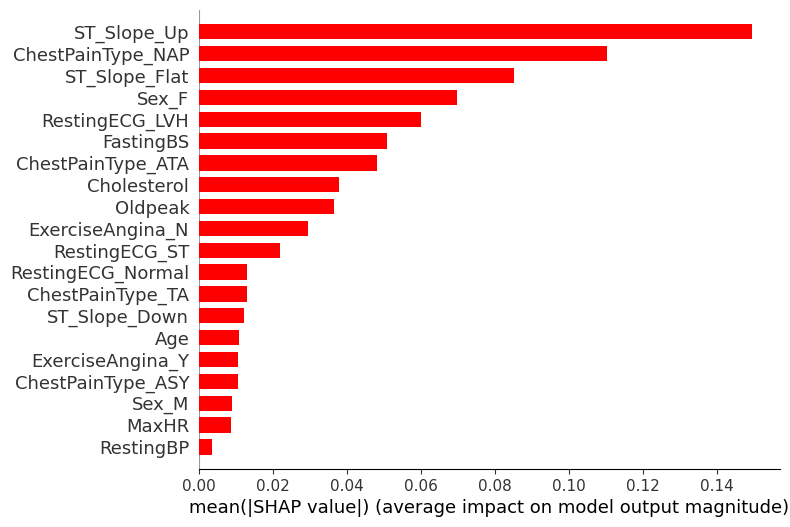 ST_Slope_Up
ChestPainType_NAP
ST_Slope_Flat
Sex_F
RestingECG_LVH
FastingBS
ChestPainType_ATA
Cholesterol
Oldpeak
ExerciseAngina_N
RestingECG_ST
RestingECG_Normal
ChestPainType_TA
ST_Slope_Down
Age
ExerciseAngina_Y
ChestPainType_ASY
Sex_M
MaxHR
RestingBP
0.00 0.02 0.04 0.06 0.08 0.10 0.12 0.14
mean(|SHAP value|) (average impact on model output magnitude)